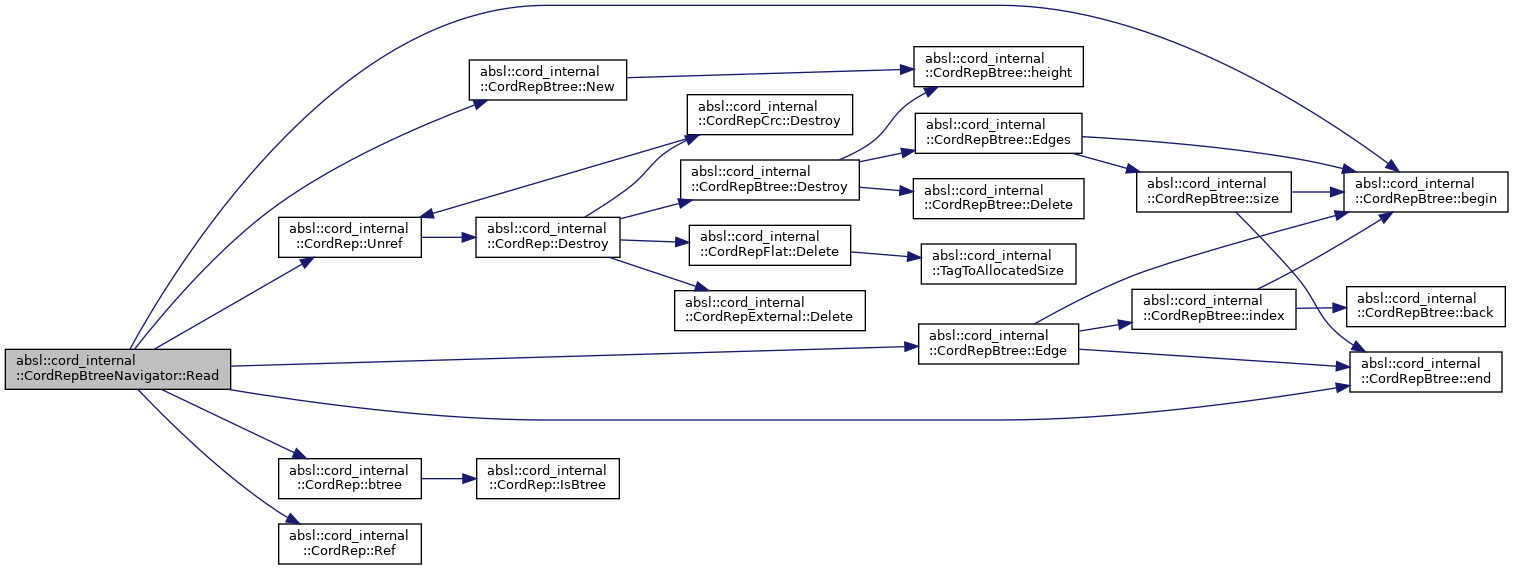 absl::cord_internal
::CordRepBtreeNavigator::Read
absl::cord_internal
::CordRepBtree::New
absl::cord_internal
::CordRep::Unref
absl::cord_internal
::CordRep::btree
absl::cord_internal
::CordRep::Ref
absl::cord_internal
::CordRep::Destroy
absl::cord_internal
::CordRep::IsBtree
absl::cord_internal
::CordRepCrc::Destroy
absl::cord_internal
::CordRepBtree::Destroy
absl::cord_internal
::CordRepFlat::Delete
absl::cord_internal
::CordRepExternal::Delete
absl::cord_internal
::CordRepBtree::height
absl::cord_internal
::CordRepBtree::Edges
absl::cord_internal
::CordRepBtree::Delete
absl::cord_internal
::TagToAllocatedSize
absl::cord_internal
::CordRepBtree::Edge
absl::cord_internal
::CordRepBtree::size
absl::cord_internal
::CordRepBtree::index
absl::cord_internal
::CordRepBtree::begin
absl::cord_internal
::CordRepBtree::back
absl::cord_internal
::CordRepBtree::end